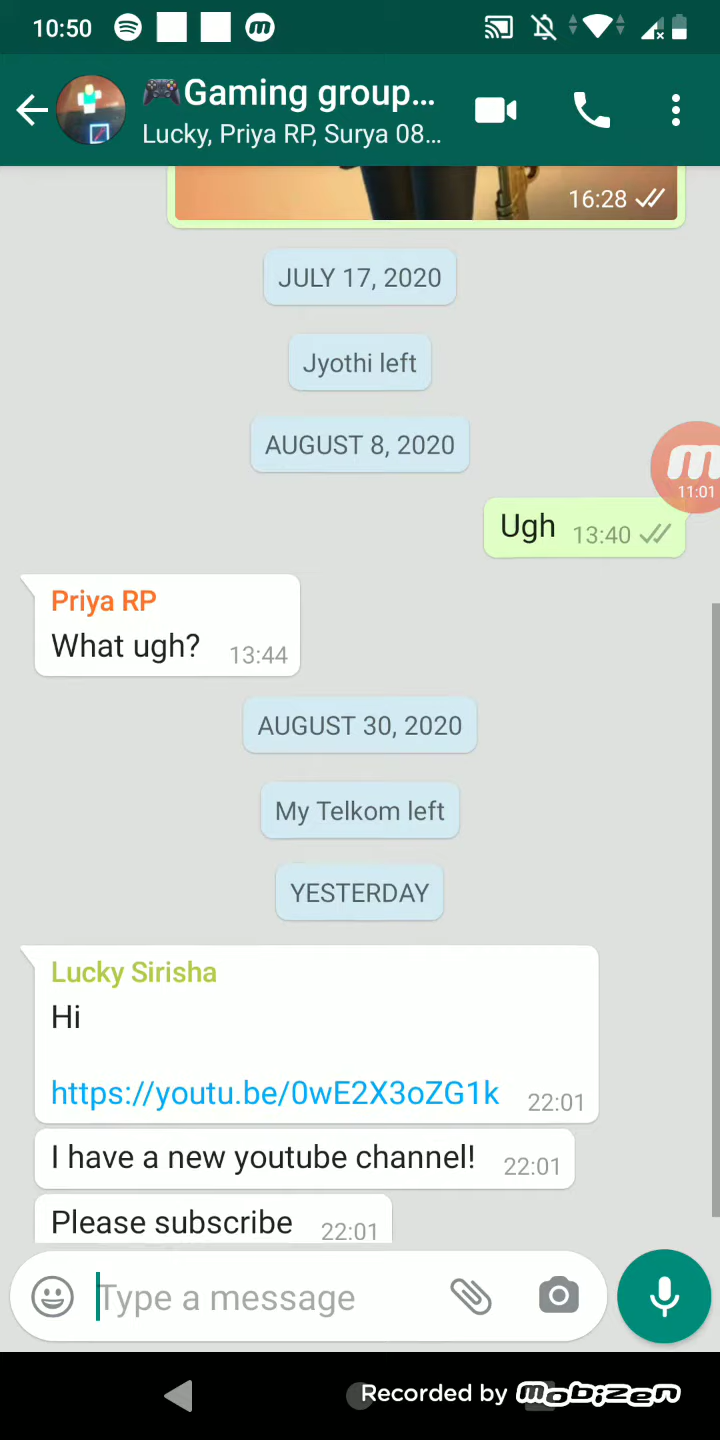 10:50
🎮Gaming group...
Lucky, Priya RP, Surya 08...
16:28
JULY 17, 2020
Jyothi left
AUGUST 8, 2020
m
11:01
Ugh 13:40
Priya RP
What ugh? 13:44
AUGUST 30, 2020
My Telkom left
YESTERDAY
Lucky Sirisha
Hi
https://youtu.be/0wE2X3oZG1k 22:01
I have a new youtube channel! 22:01
Please subscribe 22:01
Type a message
Recorded by mobizen